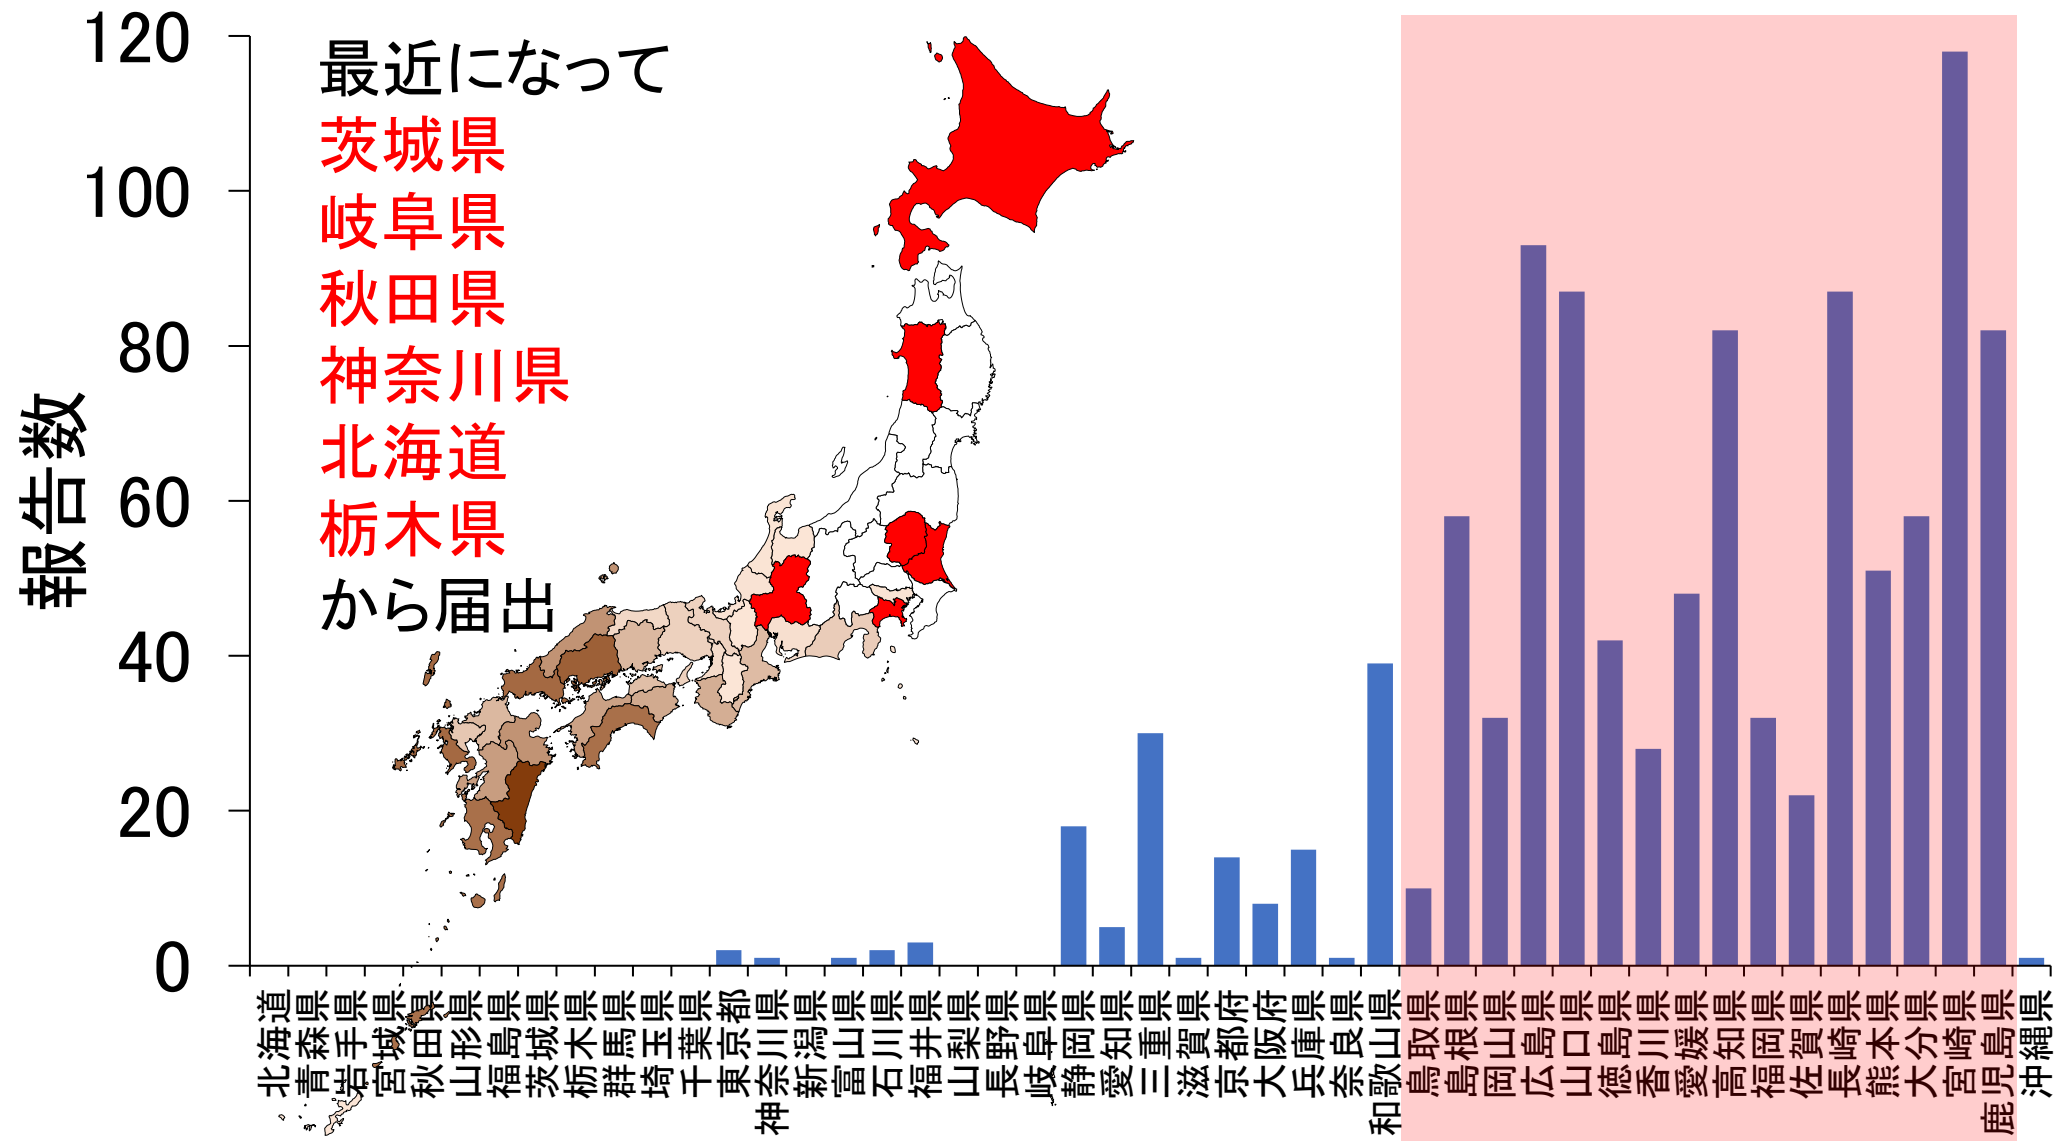 120
100
80
60
40
20
0
報告数
最近になって
茨城県
岐阜県
秋田県
神奈川県
北海道
栃木県
から届出
北海道
青森県
岩手県
宮城県
秋田県
山形県
福島県
茨城県
栃木県
群馬県
埼玉県
千葉県
東京都
神奈川県
新潟県
富山県
石川県
福井県
山梨県
長野県
岐阜県
静岡県
愛知県
三重県
滋賀県
京都府
大阪府
兵庫県
奈良県
和歌山県
鳥取県
島根県
岡山県
広島県
山口県
徳島県
香川県
愛媛県
高知県
福岡県
佐賀県
長崎県
熊本県
大分県
宮崎県
鹿児島県
沖縄県